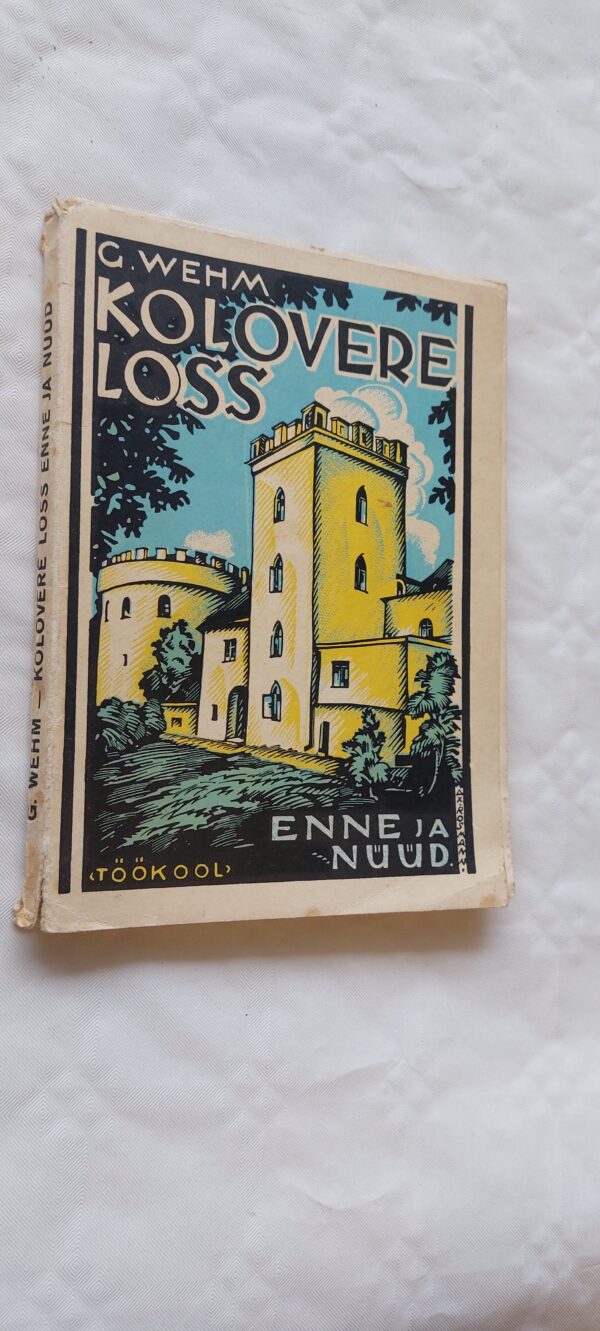 G. WEHM
KOLOVERE
LOSS
ENNE JA
NÜÜD.
‹TÖÖKOOL›
G. WEHM – KOLOVERE LOSS ENNE JA NÜÜD